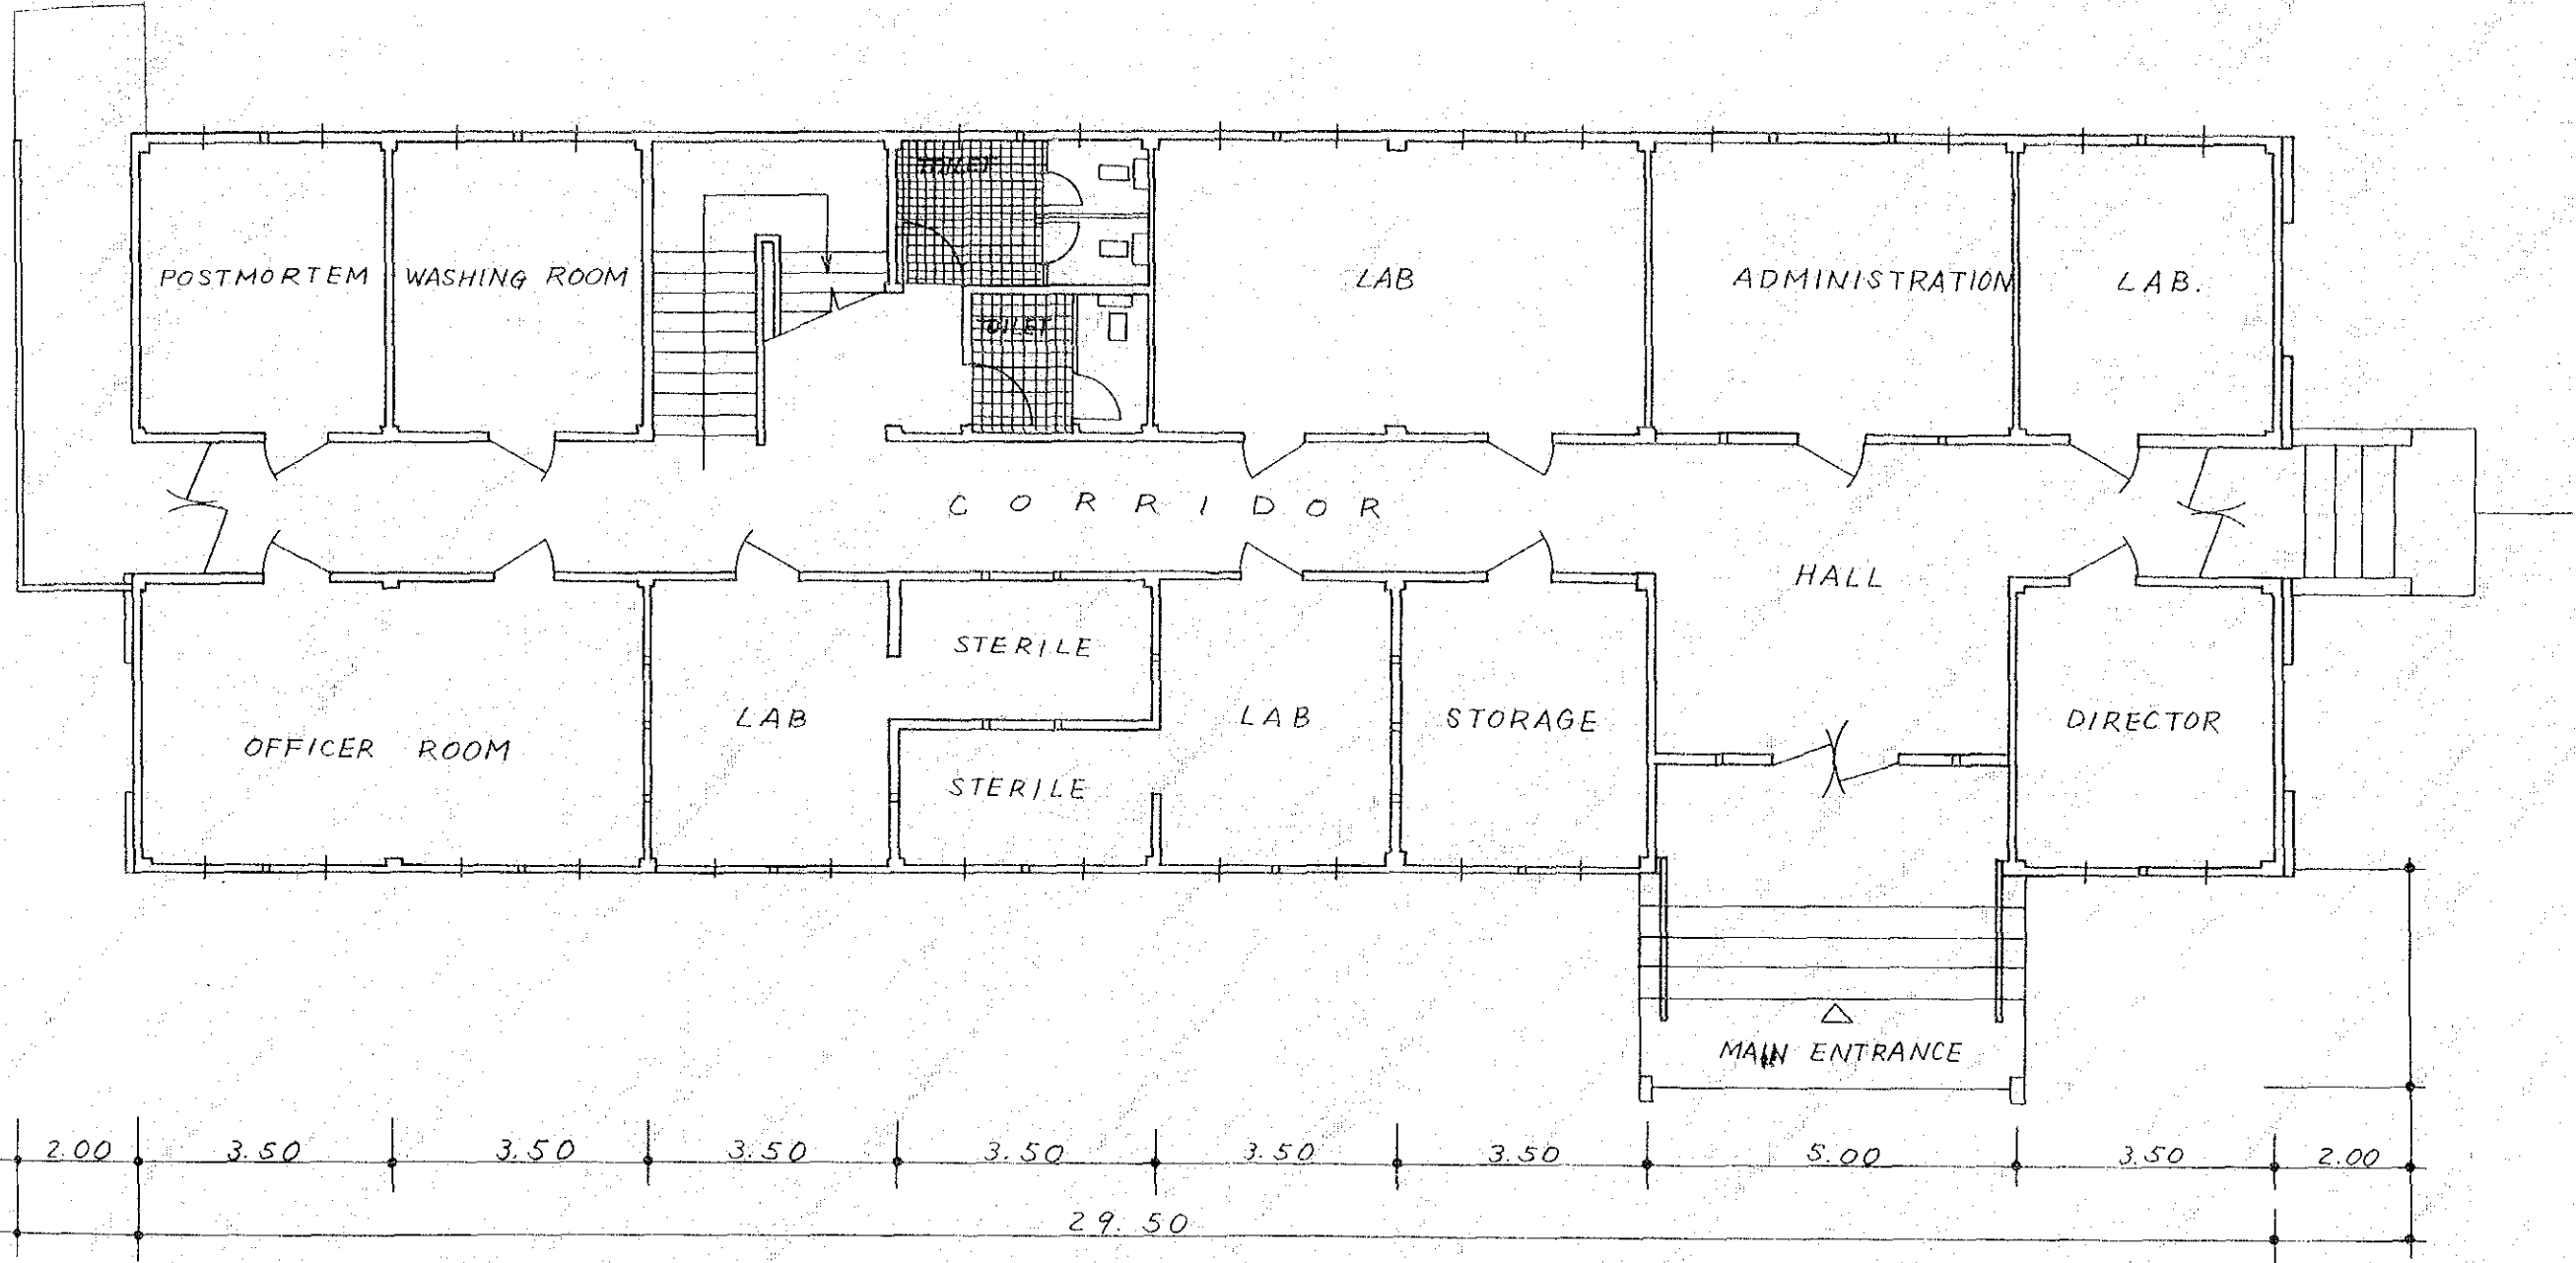 TOILET
POSTMORTEM
WASHING ROOM
LAB
ADMINISTRATION
LAB.
TOILET
CORRIDOR
HALL
STERILE
LAB
LAB
STORAGE
DIRECTOR
OFFICER ROOM
STERILE
MAIN ENTRANCE
2.00 3.50 3.50 3.50 3.50 3.50 3.50 5.00 3.50 2.00
29.50